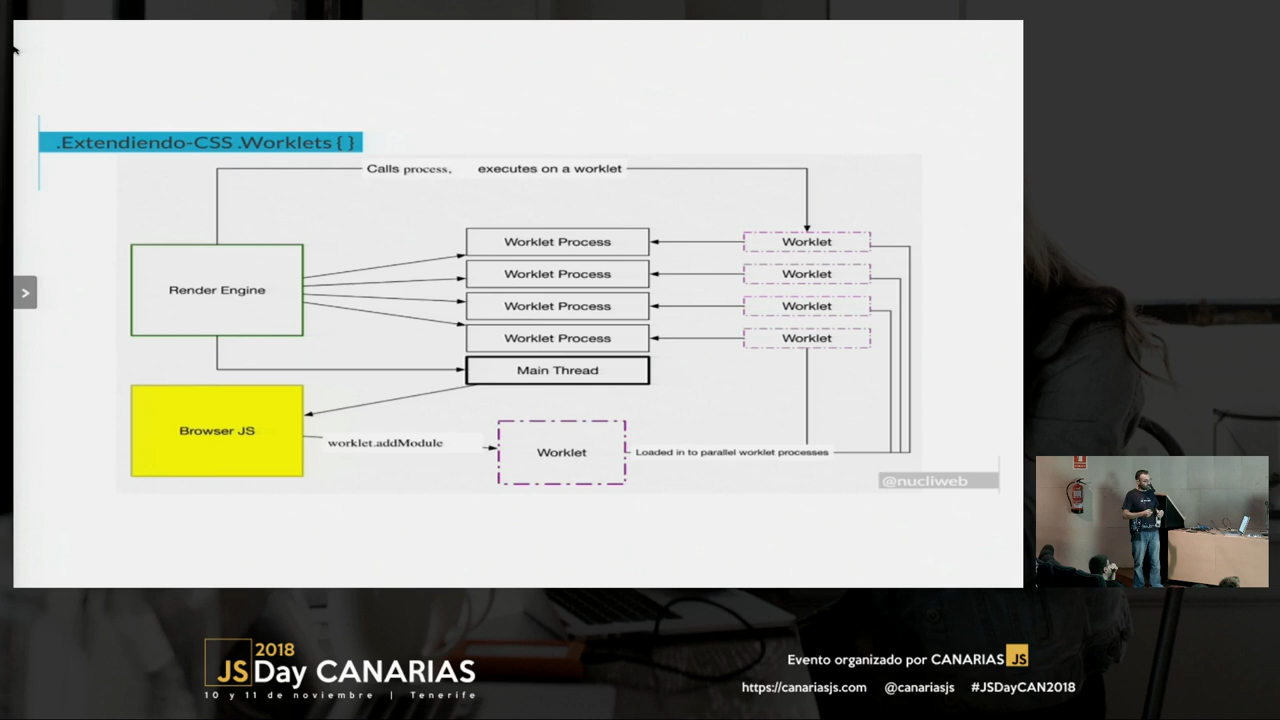 .Extendiendo-CSS .Worklets { }
Calls process, executes on a worklet
Render Engine
Worklet Process
Worklet Process
Worklet Process
Worklet Process
Main Thread
Worklet
Worklet
Worklet
Worklet
Browser JS
worklet.addModule
Worklet
Loaded in to parallel worklet processes
@nucliweb
>
2018
JSDay CANARIAS
10 y 11 de noviembre | Tenerife
Evento organizado por CANARIAS JS
https://canariasjs.com @canariasjs #JSDayCAN2018